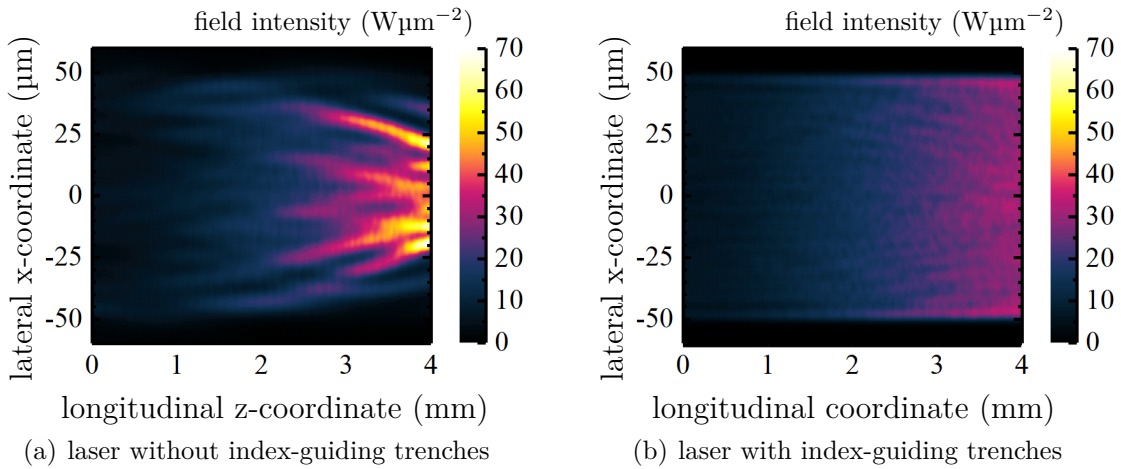 field intensity (Wµm⁻²)
lateral x-coordinate (µm)
50
25
0
-25
-50
0 1 2 3 4
70
60
50
40
30
20
10
0
longitudinal z-coordinate (mm)
(a) laser without index-guiding trenches
field intensity (Wµm⁻²)
lateral x-coordinate (µm)
50
25
0
-25
-50
0 1 2 3 4
70
60
50
40
30
20
10
0
longitudinal coordinate (mm)
(b) laser with index-guiding trenches